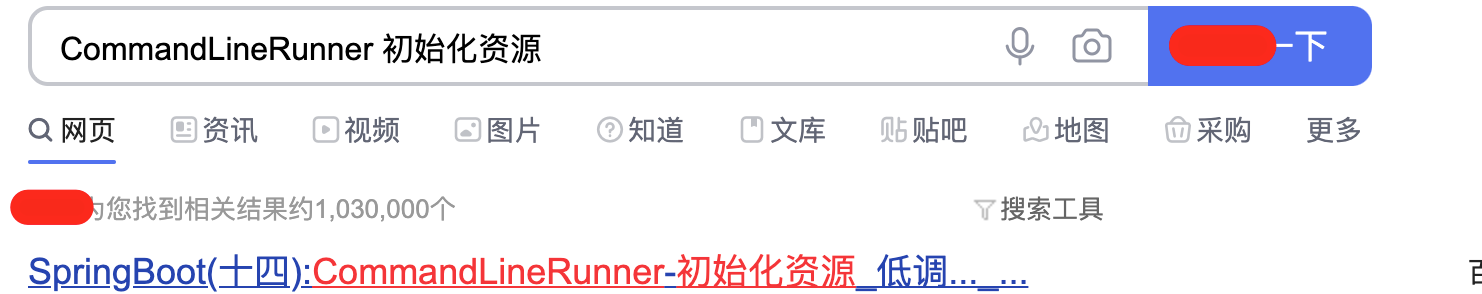 CommandLineRunner 初始化资源
一下
网页 资讯 视频 图片 知道 文库 贴吧 地图 采购 更多
为您找到相关结果约1,030,000个 搜索工具
SpringBoot(十四):CommandLineRunner-初始化资源_低调..._...